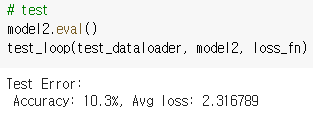 # test
model2.eval()
test_loop(test_dataloader, model2, loss_fn)
Test Error:
Accuracy: 10.3%, Avg loss: 2.316789